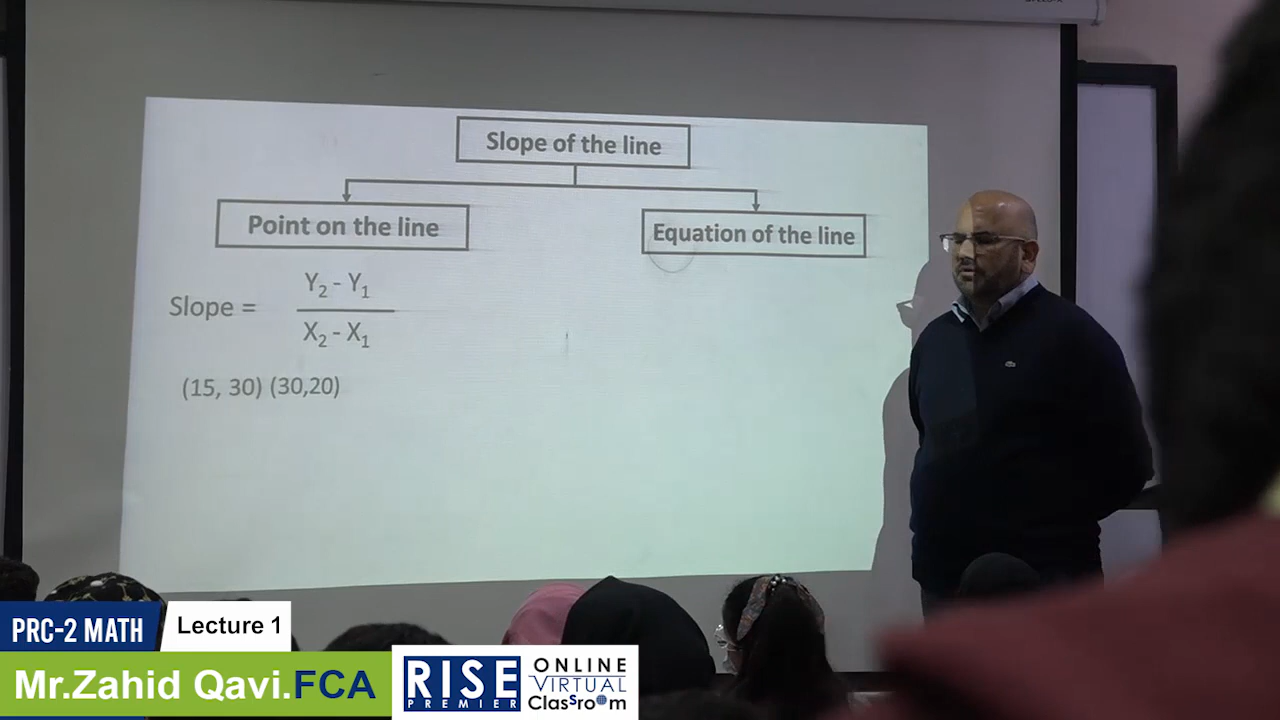 Slope of the line
Point on the line
Equation of the line
Slope = Y₂ - Y₁
X₂ - X₁
(15, 30) (30,20)
PRC-2 MATH
Lecture 1
Mr.Zahid Qavi.FCA
RISE
PREMIER
ONLINE
VIRTUAL
ClasSroom